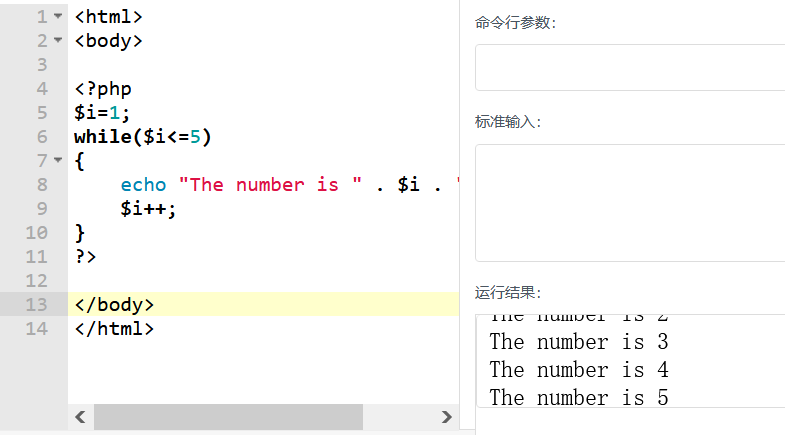 1 <html>
2 <body>
3
4 <?php
5 $i=1;
6 while($i<=5)
7 {
8 echo "The number is " . $i . "
9 $i++;
10 }
11 ?>
12
13 </body>
14 </html>
命令行参数:
标准输入:
运行结果:
The number is 2
The number is 3
The number is 4
The number is 5